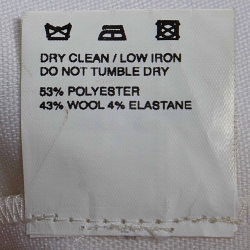 DRY CLEAN / LOW IRON
DO NOT TUMBLE DRY
53% POLYESTER
43% WOOL 4% ELASTANE